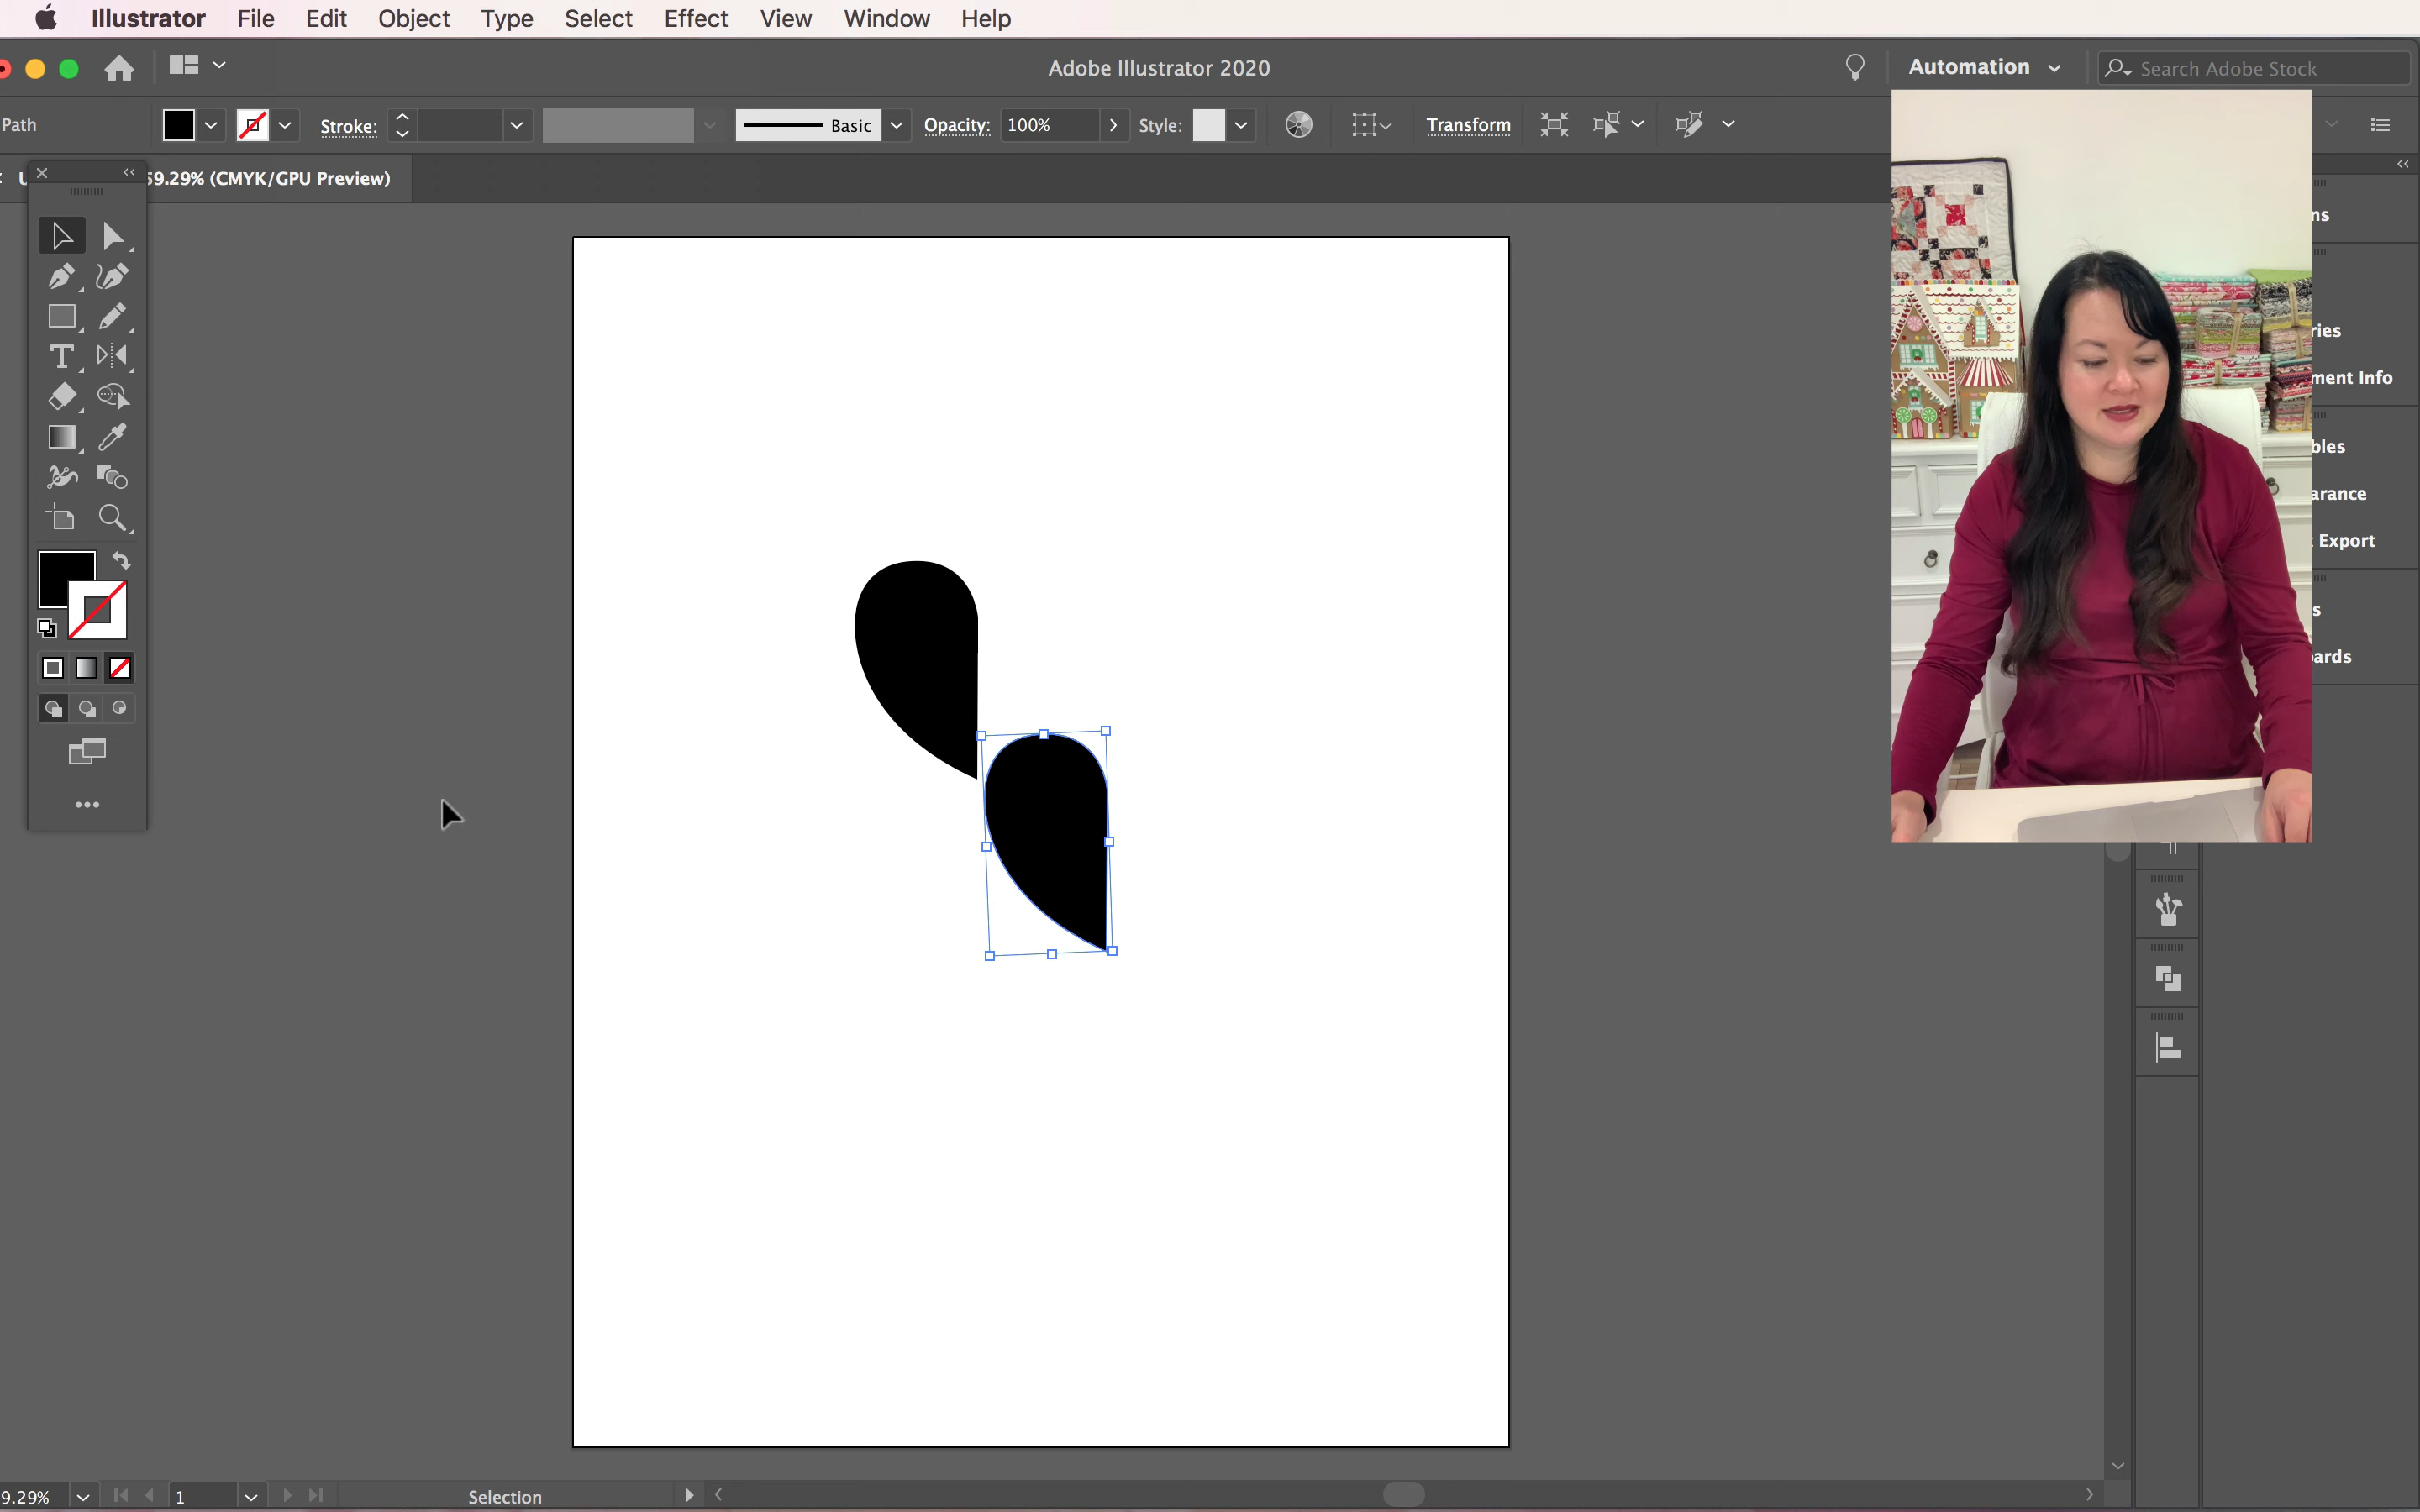 Illustrator File Edit Object Type Select Effect View Window Help
Adobe Illustrator 2020
Automation
Search Adobe Stock
Path
Stroke:
Basic
Opacity:
100%
Style:
Transform
59.29% (CMYK/GPU Preview)
ns
ries
ment Info
bles
arance
Export
s
ards
9.29%
1
Selection